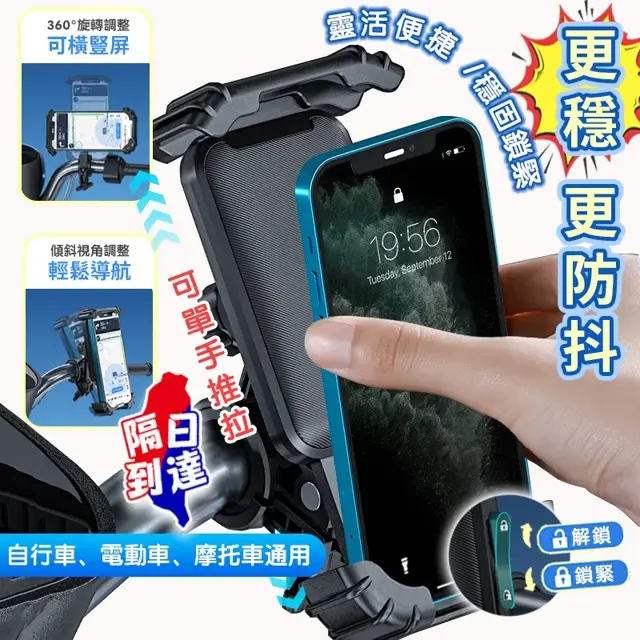 360°旋轉調整
可橫豎屏
靈活便捷 / 穩固鎖緊
更穩 更防抖
傾斜視角調整
輕鬆導航
19:56
Tuesday, September 12
可單手推拉
隔日
到達
自行車、電動車、摩托車通用
解鎖
鎖緊